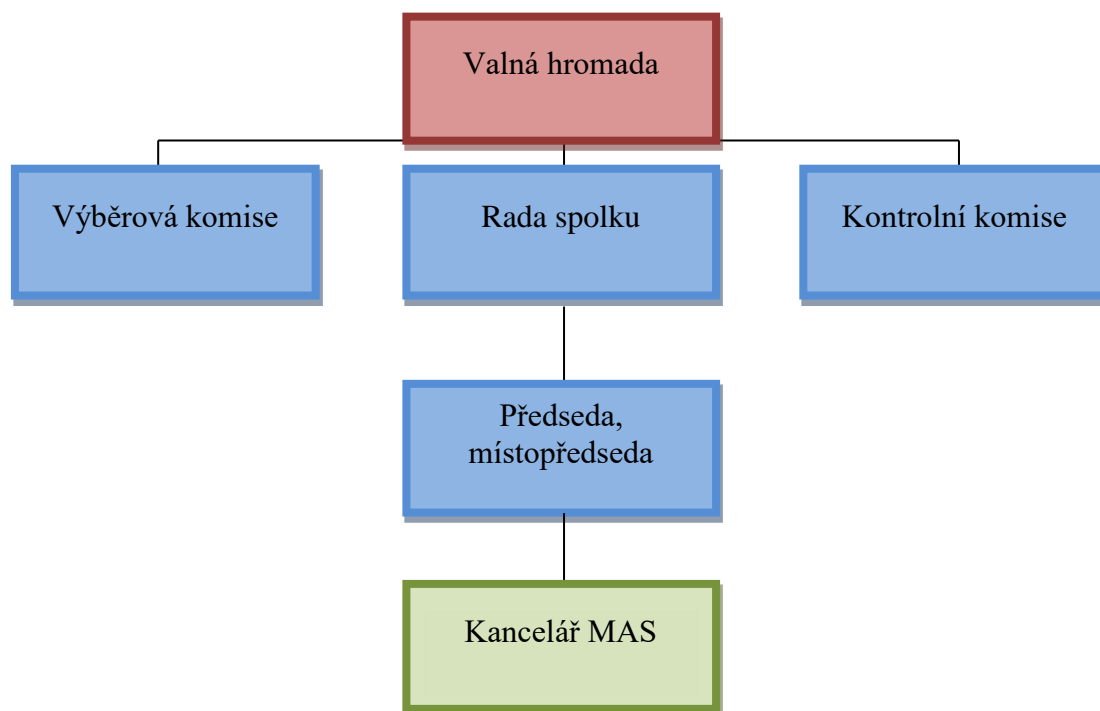 Valná hromada
Výběrová komise
Rada spolku
Kontrolní komise
Předseda,
místopředseda
Kancelář MAS